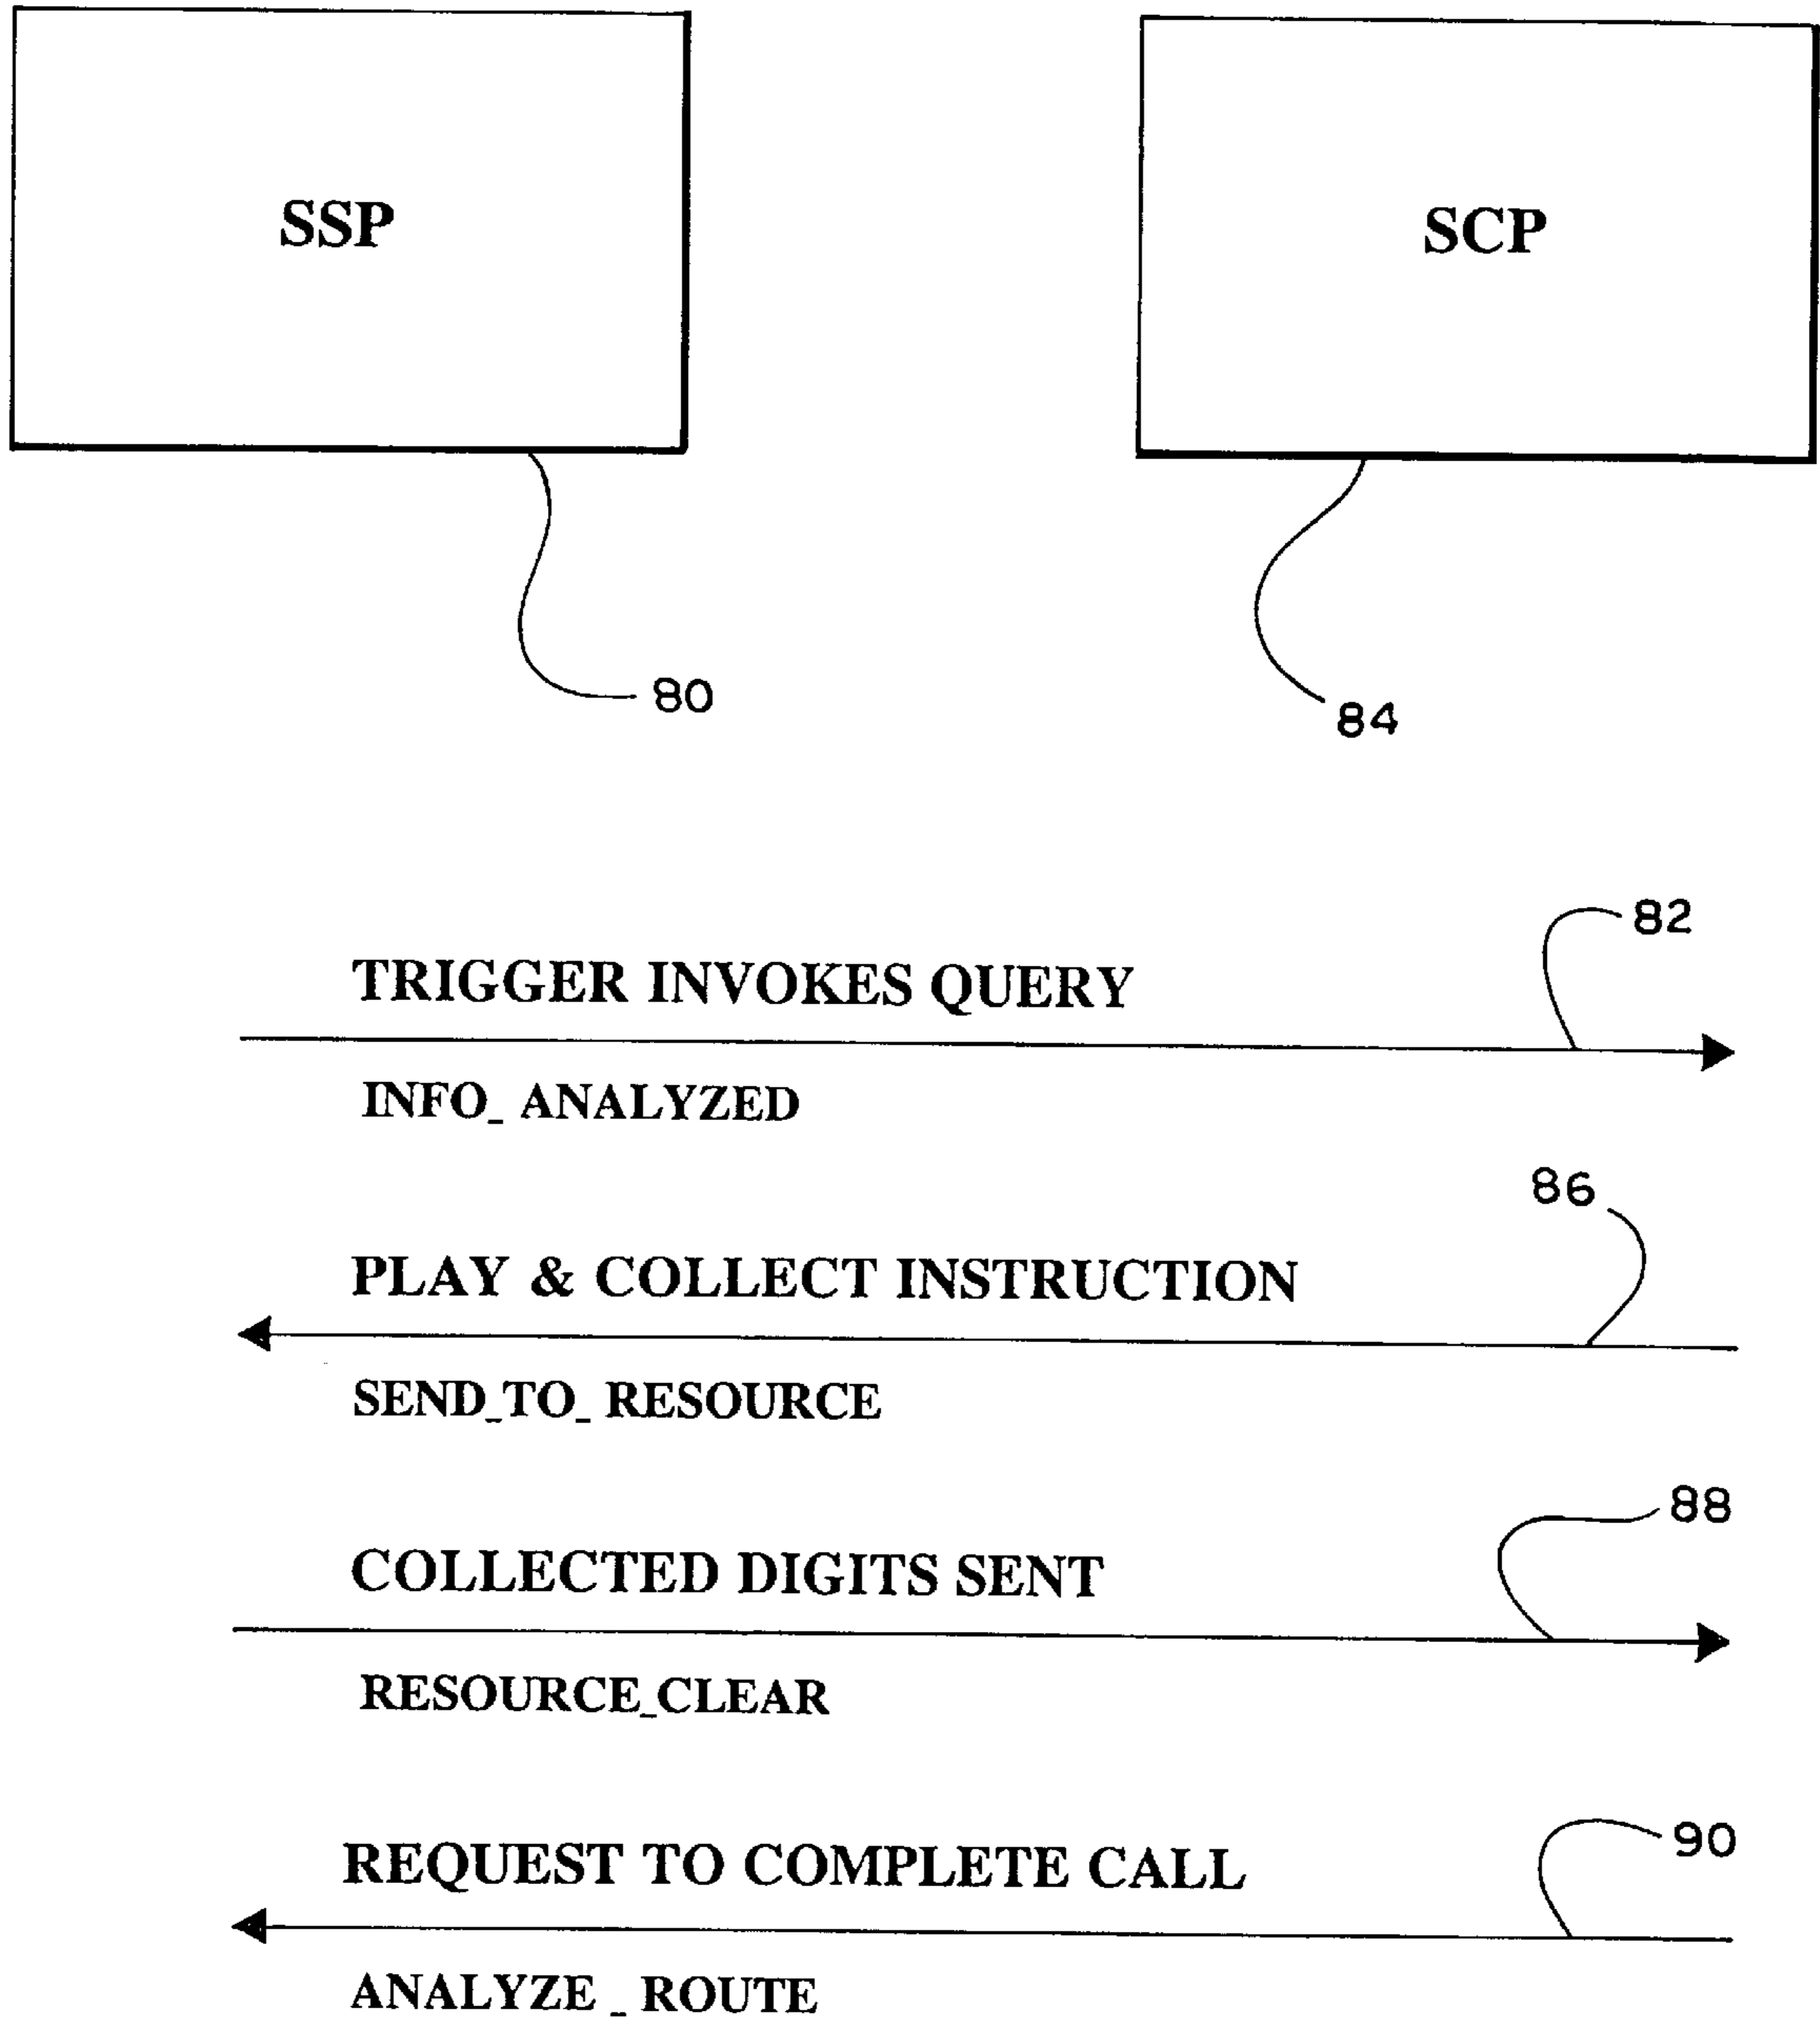 SSP
SCP
80
84
82
TRIGGER INVOKES QUERY
INFO_ ANALYZED
86
PLAY & COLLECT INSTRUCTION
SEND_TO_ RESOURCE
88
COLLECTED DIGITS SENT
RESOURCE_CLEAR
90
REQUEST TO COMPLETE CALL
ANALYZE _ ROUTE